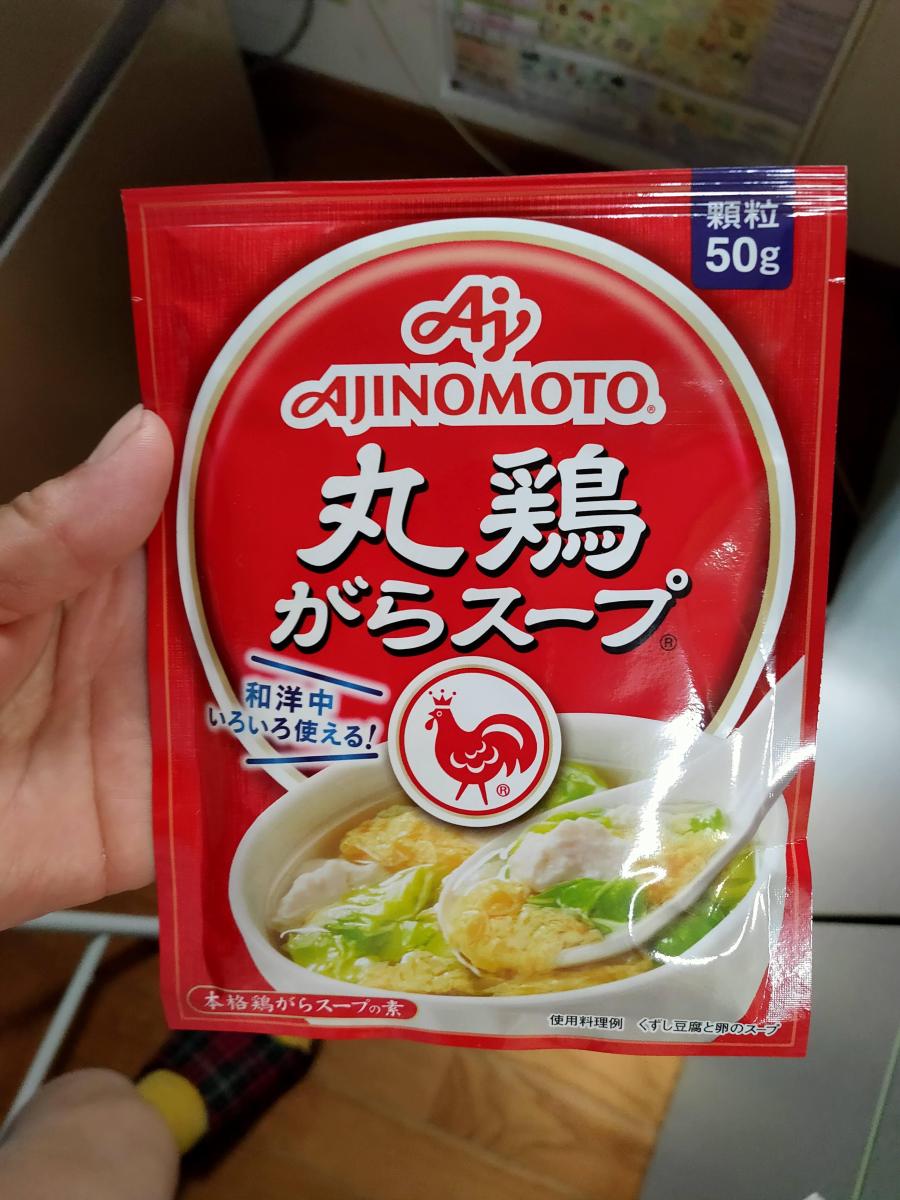 顆粒
50g
Aj
AJINOMOTO®
丸鶏
がらスープ®
和洋中
いろいろ使える!
®
本格鶏がらスープの素
使用料理例 くずし豆腐と卵のスープ